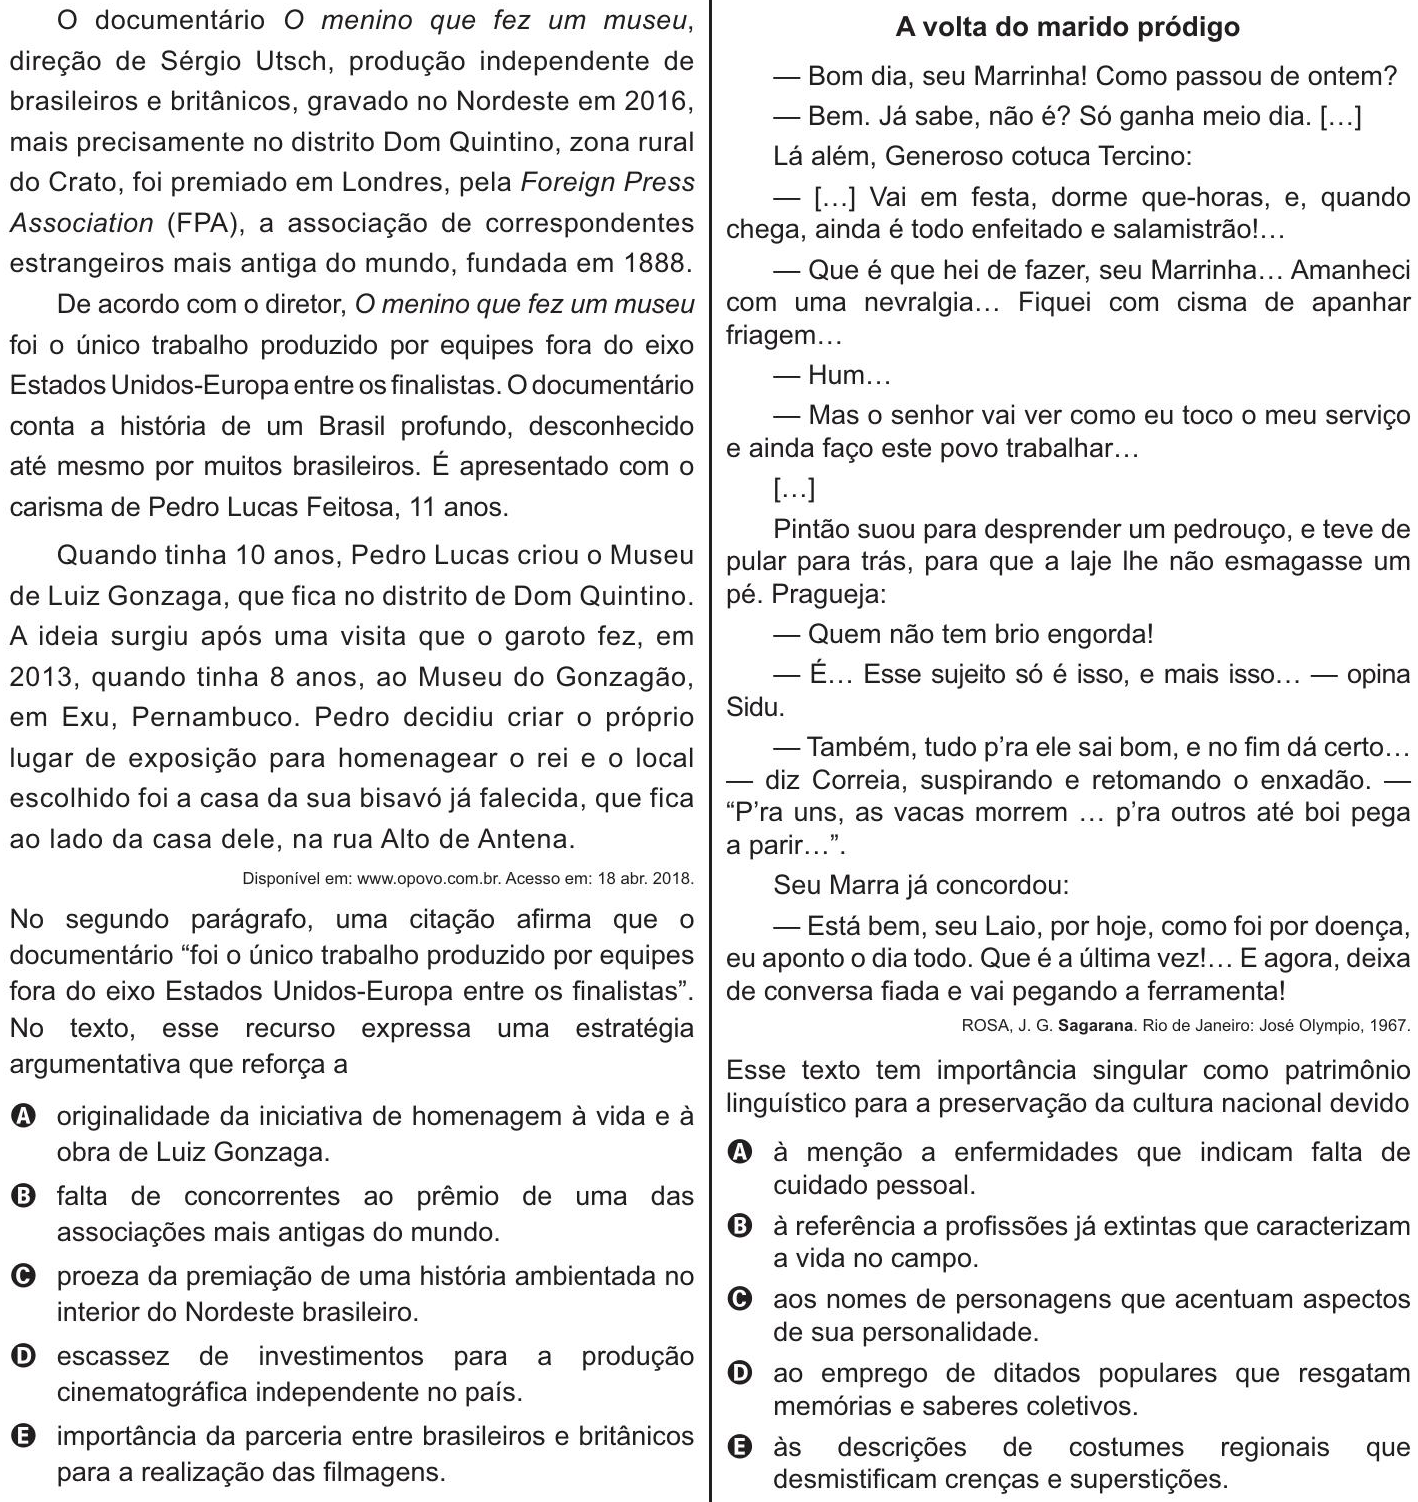 O documentário O menino que fez um museu,
direção de Sérgio Utsch, produção independente de
brasileiros e britânicos, gravado no Nordeste em 2016,
mais precisamente no distrito Dom Quintino, zona rural
do Crato, foi premiado em Londres, pela Foreign Press
Association (FPA), a associação de correspondentes
estrangeiros mais antiga do mundo, fundada em 1888.
De acordo com o diretor, O menino que fez um museu
foi o único trabalho produzido por equipes fora do eixo
Estados Unidos-Europa entre os finalistas. O documentário
conta a história de um Brasil profundo, desconhecido
até mesmo por muitos brasileiros. É apresentado com o
carisma de Pedro Lucas Feitosa, 11 anos.
Quando tinha 10 anos, Pedro Lucas criou o Museu
de Luiz Gonzaga, que fica no distrito de Dom Quintino.
A ideia surgiu após uma visita que o garoto fez, em
2013, quando tinha 8 anos, ao Museu do Gonzagão,
em Exu, Pernambuco. Pedro decidiu criar o próprio
lugar de exposição para homenagear o rei e o local
escolhido foi a casa da sua bisavó já falecida, que fica
ao lado da casa dele, na rua Alto de Antena.
Disponível em: www.opovo.com.br. Acesso em: 18 abr. 2018.
No segundo parágrafo, uma citação afirma que o
documentário “foi o único trabalho produzido por equipes
fora do eixo Estados Unidos-Europa entre os finalistas”.
No texto, esse recurso expressa uma estratégia
argumentativa que reforça a
A originalidade da iniciativa de homenagem à vida e à
obra de Luiz Gonzaga.
B falta de concorrentes ao prêmio de uma das
associações mais antigas do mundo.
C proeza da premiação de uma história ambientada no
interior do Nordeste brasileiro.
D escassez de investimentos para a produção
cinematográfica independente no país.
E importância da parceria entre brasileiros e britânicos
para a realização das filmagens.
A volta do marido pródigo
— Bom dia, seu Marrinha! Como passou de ontem?
— Bem. Já sabe, não é? Só ganha meio dia. [...]
Lá além, Generoso cotuca Tercino:
— [...] Vai em festa, dorme que-horas, e, quando
chega, ainda é todo enfeitado e salamistrão!...
— Que é que hei de fazer, seu Marrinha... Amanheci
com uma nevralgia... Fiquei com cisma de apanhar
friagem...
— Hum...
— Mas o senhor vai ver como eu toco o meu serviço
e ainda faço este povo trabalhar...
[...]
Pintão suou para desprender um pedrouço, e teve de
pular para trás, para que a laje lhe não esmagasse um
pé. Pragueja:
— Quem não tem brio engorda!
— É... Esse sujeito só é isso, e mais isso... — opina
Sidu.
— Também, tudo p’ra ele sai bom, e no fim dá certo...
— diz Correia, suspirando e retomando o enxadão. —
“P’ra uns, as vacas morrem ... p’ra outros até boi pega
a parir...”.
Seu Marra já concordou:
— Está bem, seu Laio, por hoje, como foi por doença,
eu aponto o dia todo. Que é a última vez!... E agora, deixa
de conversa fiada e vai pegando a ferramenta!
ROSA, J. G. Sagarana. Rio de Janeiro: José Olympio, 1967.
Esse texto tem importância singular como patrimônio
linguístico para a preservação da cultura nacional devido
A à menção a enfermidades que indicam falta de
cuidado pessoal.
B à referência a profissões já extintas que caracterizam
a vida no campo.
C aos nomes de personagens que acentuam aspectos
de sua personalidade.
D ao emprego de ditados populares que resgatam
memórias e saberes coletivos.
E às descrições de costumes regionais que
desmistificam crenças e superstições.